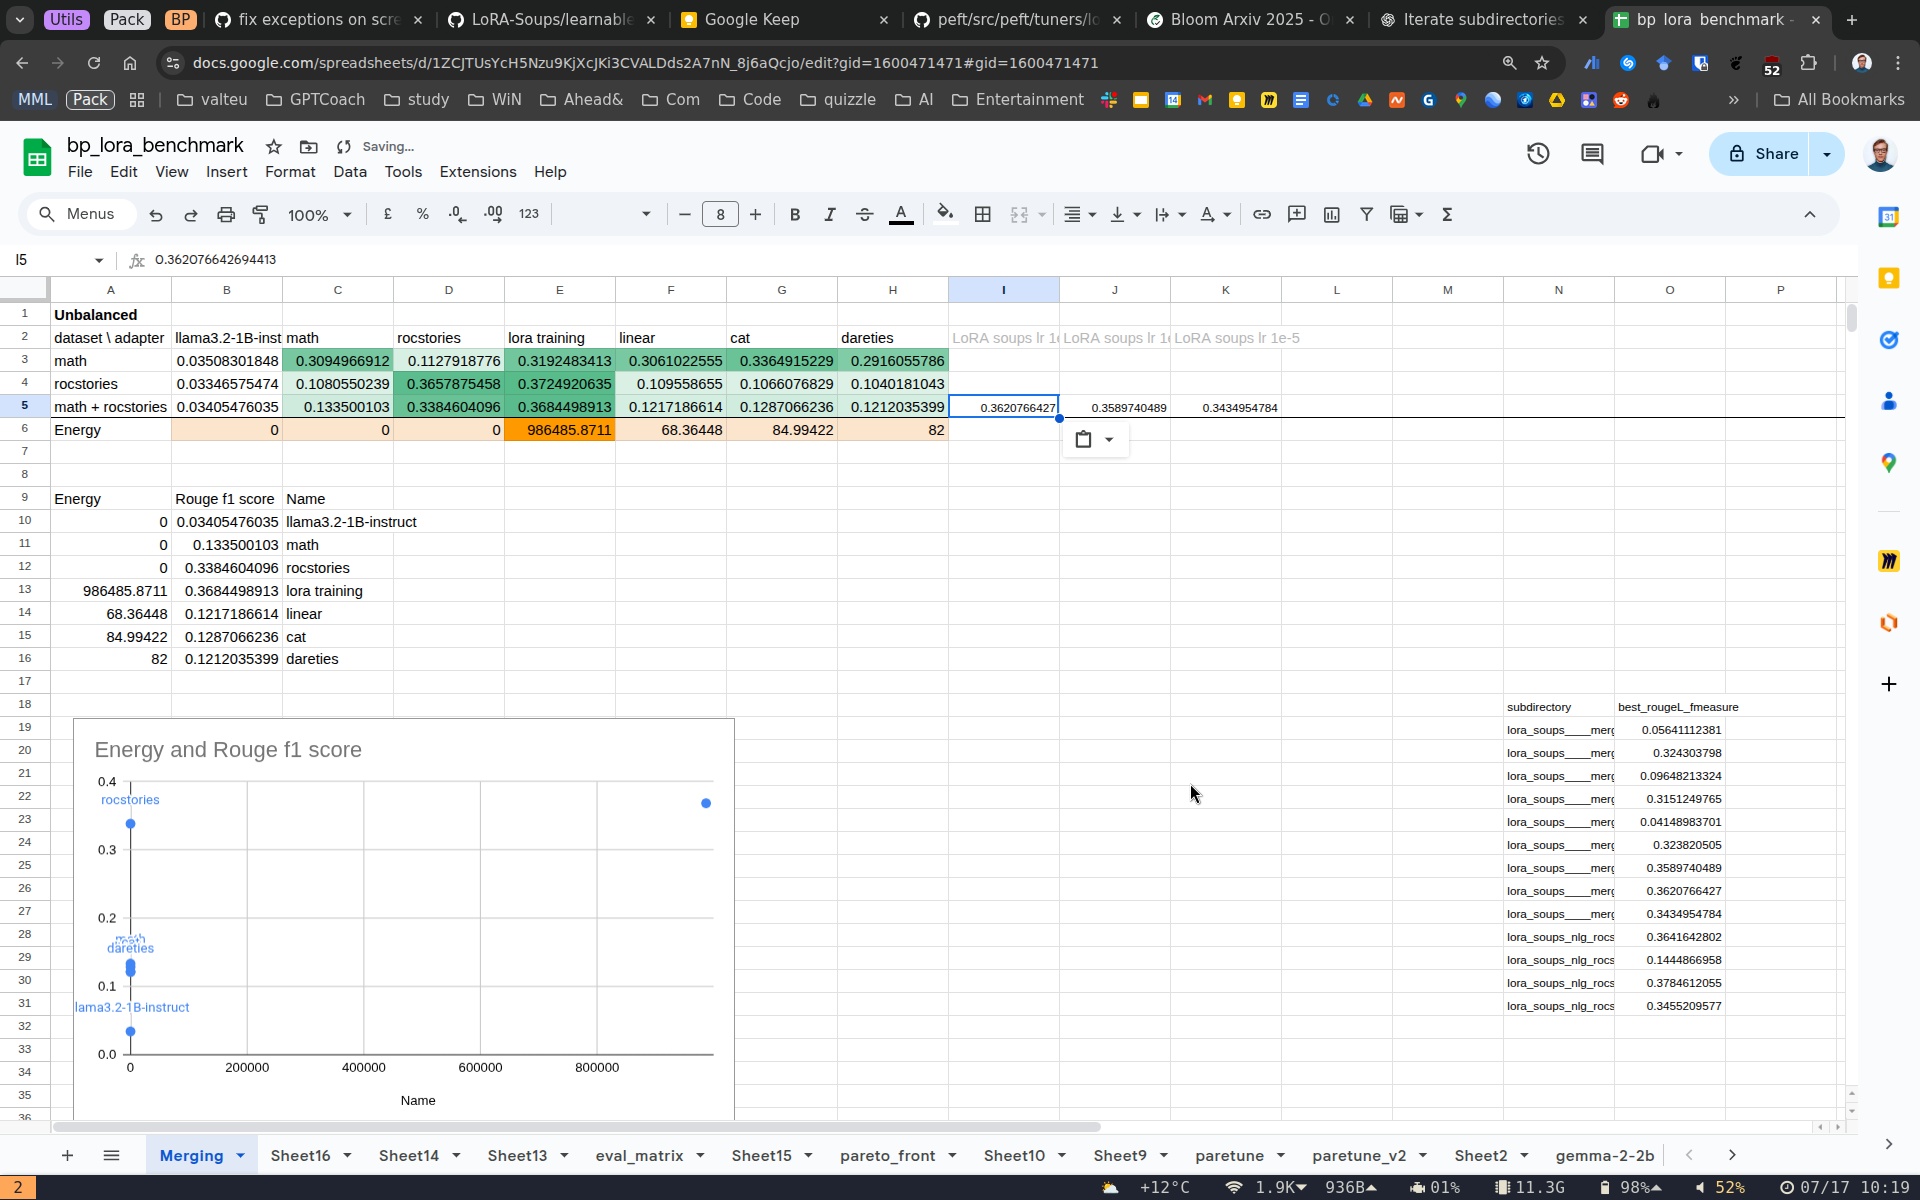 Utils Pack BP fix exceptions on scre LoRA-Soups/learnable Google Keep peft/src/peft/tuners/lo Bloom Arxiv 2025 - O Iterate subdirectories bp_lora_benchmark -
docs.google.com/spreadsheets/d/1ZCJTUsYcH5Nzu9KjXcJKi3CVALDds2A7nN_8j6aQcjo/edit?gid=1600471471#gid=1600471471 52
MML Pack valteu GPTCoach study WiN Ahead& Com Code quizzle AI Entertainment All Bookmarks
bp_lora_benchmark Saving...
File Edit View Insert Format Data Tools Extensions Help Share
Menus 100% £ % .0 .00 123 8 B I A
I5 fx 0.362076642694413
A B C D E F G H I J K L M N O P
1 Unbalanced
2 dataset \ adapter llama3.2-1B-inst math rocstories lora training linear cat dareties LoRA soups lr 1e LoRA soups lr 1e LoRA soups lr 1e-5
3 math 0.03508301848 0.3094966912 0.1127918776 0.3192483413 0.3061022555 0.3364915229 0.2916055786
4 rocstories 0.03346575474 0.1080550239 0.3657875458 0.3724920635 0.109558655 0.1066076829 0.1040181043
5 math + rocstories 0.03405476035 0.133500103 0.3384604096 0.3684498913 0.1217186614 0.1287066236 0.1212035399 0.3620766427 0.3589740489 0.3434954784
6 Energy 0 0 0 986485.8711 68.36448 84.99422 82
7
8
9 Energy Rouge f1 score Name
10 0 0.03405476035 llama3.2-1B-instruct
11 0 0.133500103 math
12 0 0.3384604096 rocstories
13 986485.8711 0.3684498913 lora training
14 68.36448 0.1217186614 linear
15 84.99422 0.1287066236 cat
16 82 0.1212035399 dareties
17
18 subdirectory best_rougeL_fmeasure
19 lora_soups____merg 0.05641112381
20 lora_soups____merg 0.324303798
21 lora_soups____merg 0.09648213324
22 lora_soups____merg 0.3151249765
23 lora_soups____merg 0.04148983701
24 lora_soups____merg 0.323820505
25 lora_soups____merg 0.3589740489
26 lora_soups____merg 0.3620766427
27 lora_soups____merg 0.3434954784
28 lora_soups_nlg_rocs 0.3641642802
29 lora_soups_nlg_rocs 0.1444866958
30 lora_soups_nlg_rocs 0.3784612055
31 lora_soups_nlg_rocs 0.3455209577
32
33
34
35
36
Energy and Rouge f1 score
0.4
rocstories
0.3
0.2
math
dareties
0.1
lama3.2-1B-instruct
0.0
0 200000 400000 600000 800000
Name
Merging Sheet16 Sheet14 Sheet13 eval_matrix Sheet15 pareto_front Sheet10 Sheet9 paretune paretune_v2 Sheet2 gemma-2-2b
2 +12°C 1.9K 936B 01% 11.3G 98% 52% 07/17 10:19